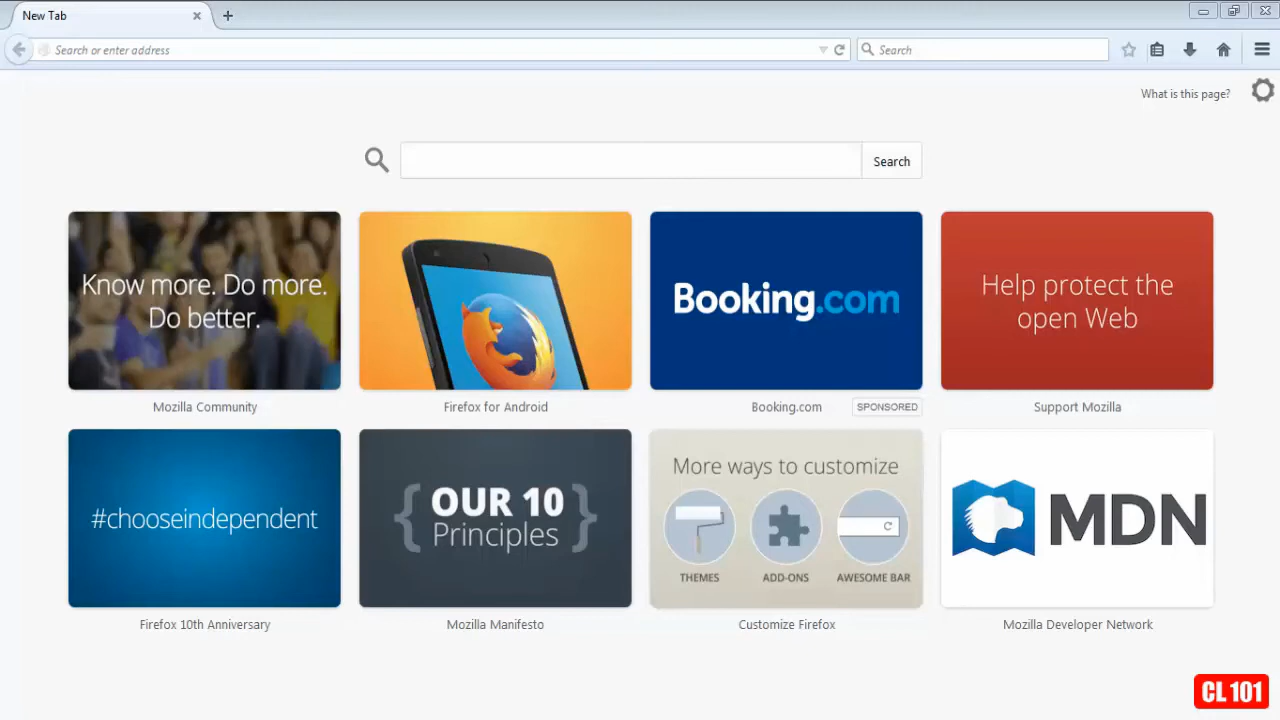 New Tab
Search or enter address
Search
What is this page?
Search
Know more. Do more.
Do better.
Mozilla Community
Firefox for Android
Booking.com
Booking.com
SPONSORED
Help protect the
open Web
Support Mozilla
#chooseindependent
Firefox 10th Anniversary
{ OUR 10
Principles }
Mozilla Manifesto
More ways to customize
THEMES
ADD-ONS
AWESOME BAR
Customize Firefox
MDN
Mozilla Developer Network
CL 101